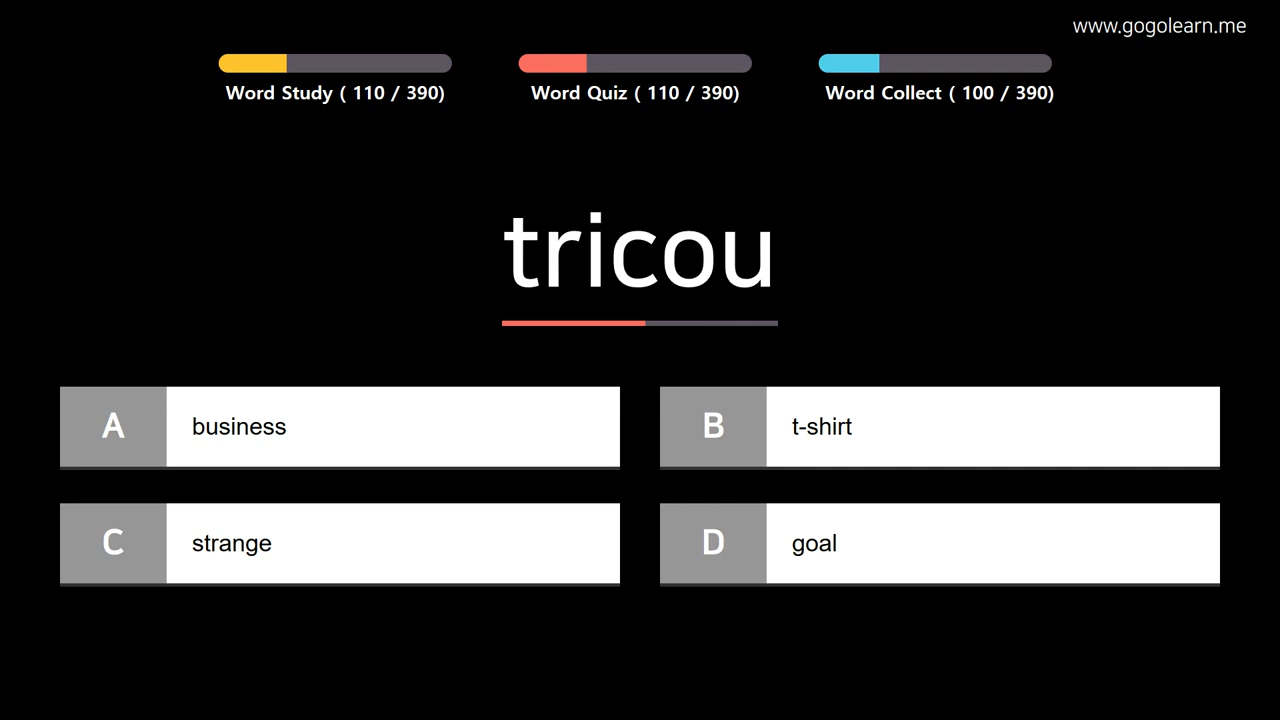 www.gogolearn.me
Word Study ( 110 / 390)
Word Quiz ( 110 / 390)
Word Collect ( 100 / 390)
tricou
A business
B t-shirt
C strange
D goal